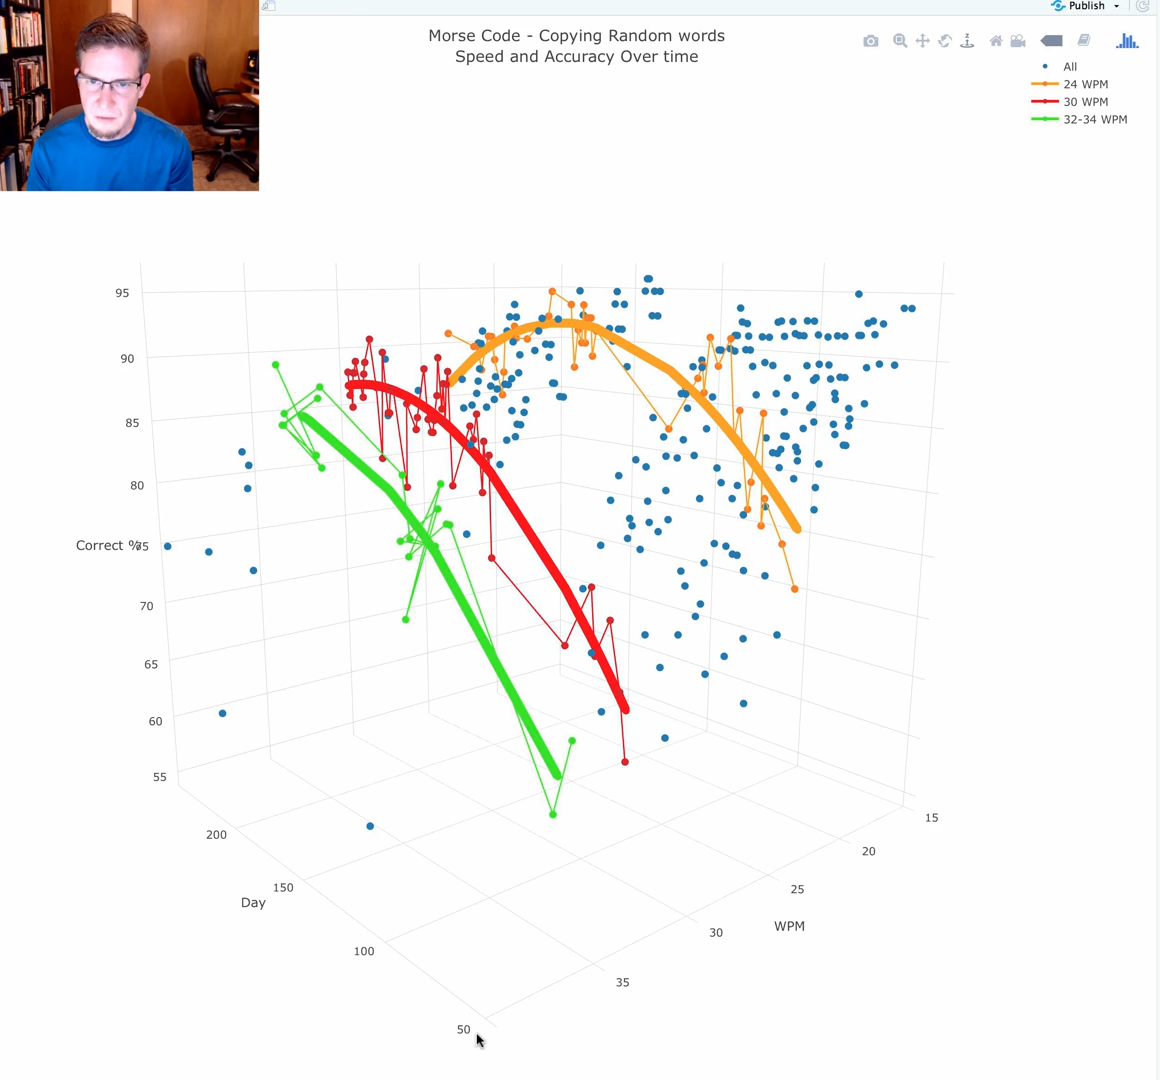 Publish
Morse Code - Copying Random words
Speed and Accuracy Over time
All
24 WPM
30 WPM
32-34 WPM
95
90
85
80
Correct %
75
70
65
60
55
200
150
100
50
Day
15
20
25
30
35
WPM